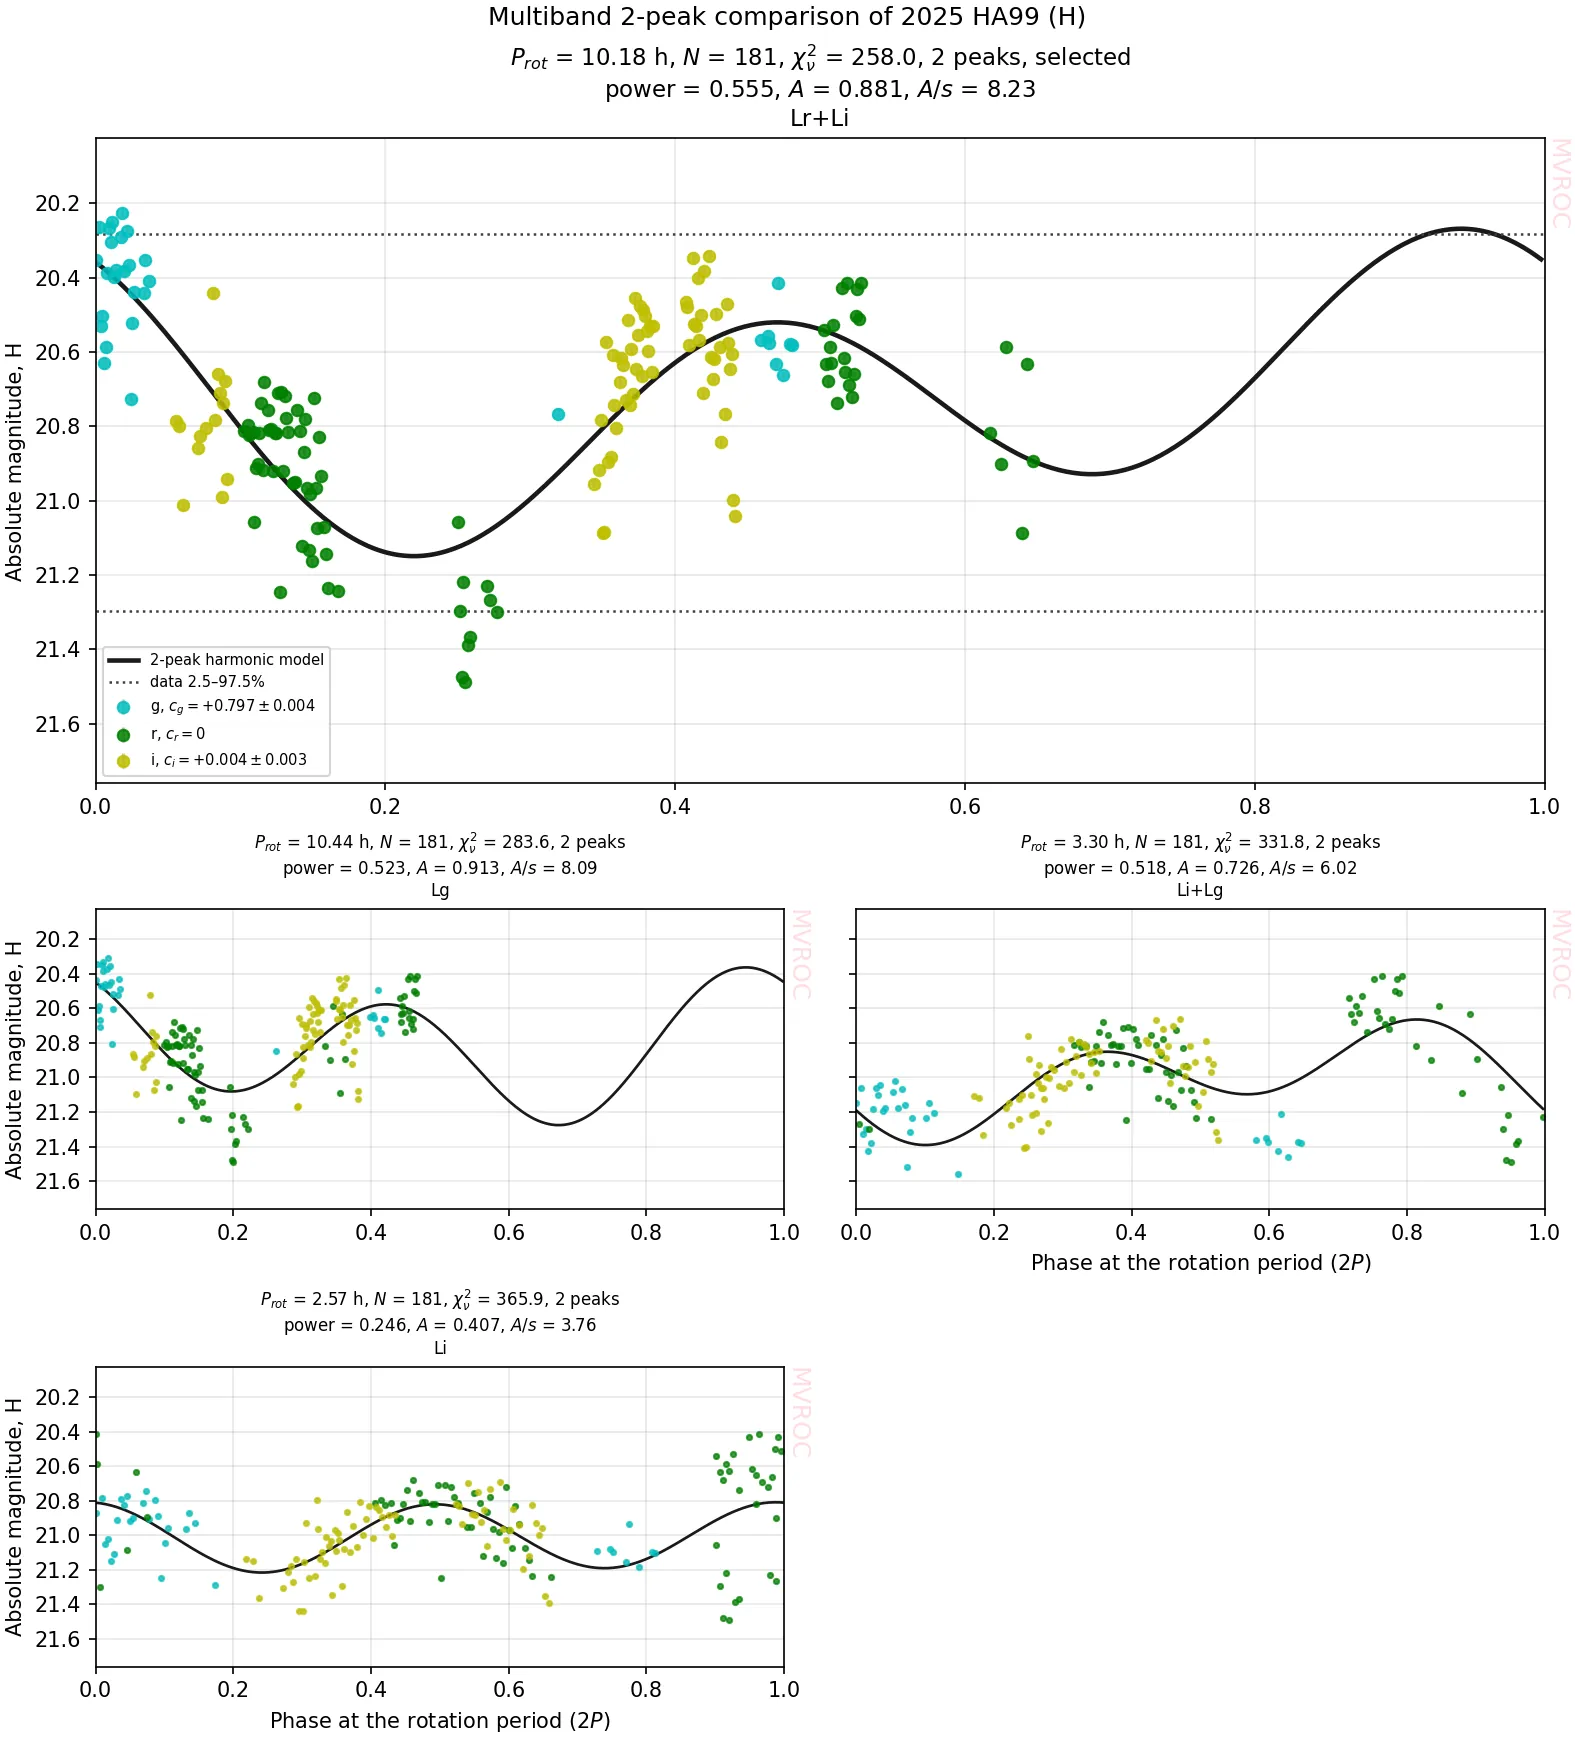 Multiband 2-peak comparison of 2025 HA99 (H)
P_rot = 10.18 h, N = 181, χ²_ν = 258.0, 2 peaks, selected
power = 0.555, A = 0.881, A/s = 8.23
Lr+Li
MVROC
Absolute magnitude, H
20.2
20.4
20.6
20.8
21.0
21.2
21.4
21.6
2-peak harmonic model
data 2.5–97.5%
g, c_g = +0.797 ± 0.004
r, c_r = 0
i, c_i = +0.004 ± 0.003
0.0 0.2 0.4 0.6 0.8 1.0
P_rot = 10.44 h, N = 181, χ²_ν = 283.6, 2 peaks
power = 0.523, A = 0.913, A/s = 8.09
Lg
MVROC
Absolute magnitude, H
20.2
20.4
20.6
20.8
21.0
21.2
21.4
21.6
0.0 0.2 0.4 0.6 0.8 1.0
P_rot = 3.30 h, N = 181, χ²_ν = 331.8, 2 peaks
power = 0.518, A = 0.726, A/s = 6.02
Li+Lg
MVROC
0.0 0.2 0.4 0.6 0.8 1.0
Phase at the rotation period (2P)
P_rot = 2.57 h, N = 181, χ²_ν = 365.9, 2 peaks
power = 0.246, A = 0.407, A/s = 3.76
Li
MVROC
Absolute magnitude, H
20.2
20.4
20.6
20.8
21.0
21.2
21.4
21.6
0.0 0.2 0.4 0.6 0.8 1.0
Phase at the rotation period (2P)